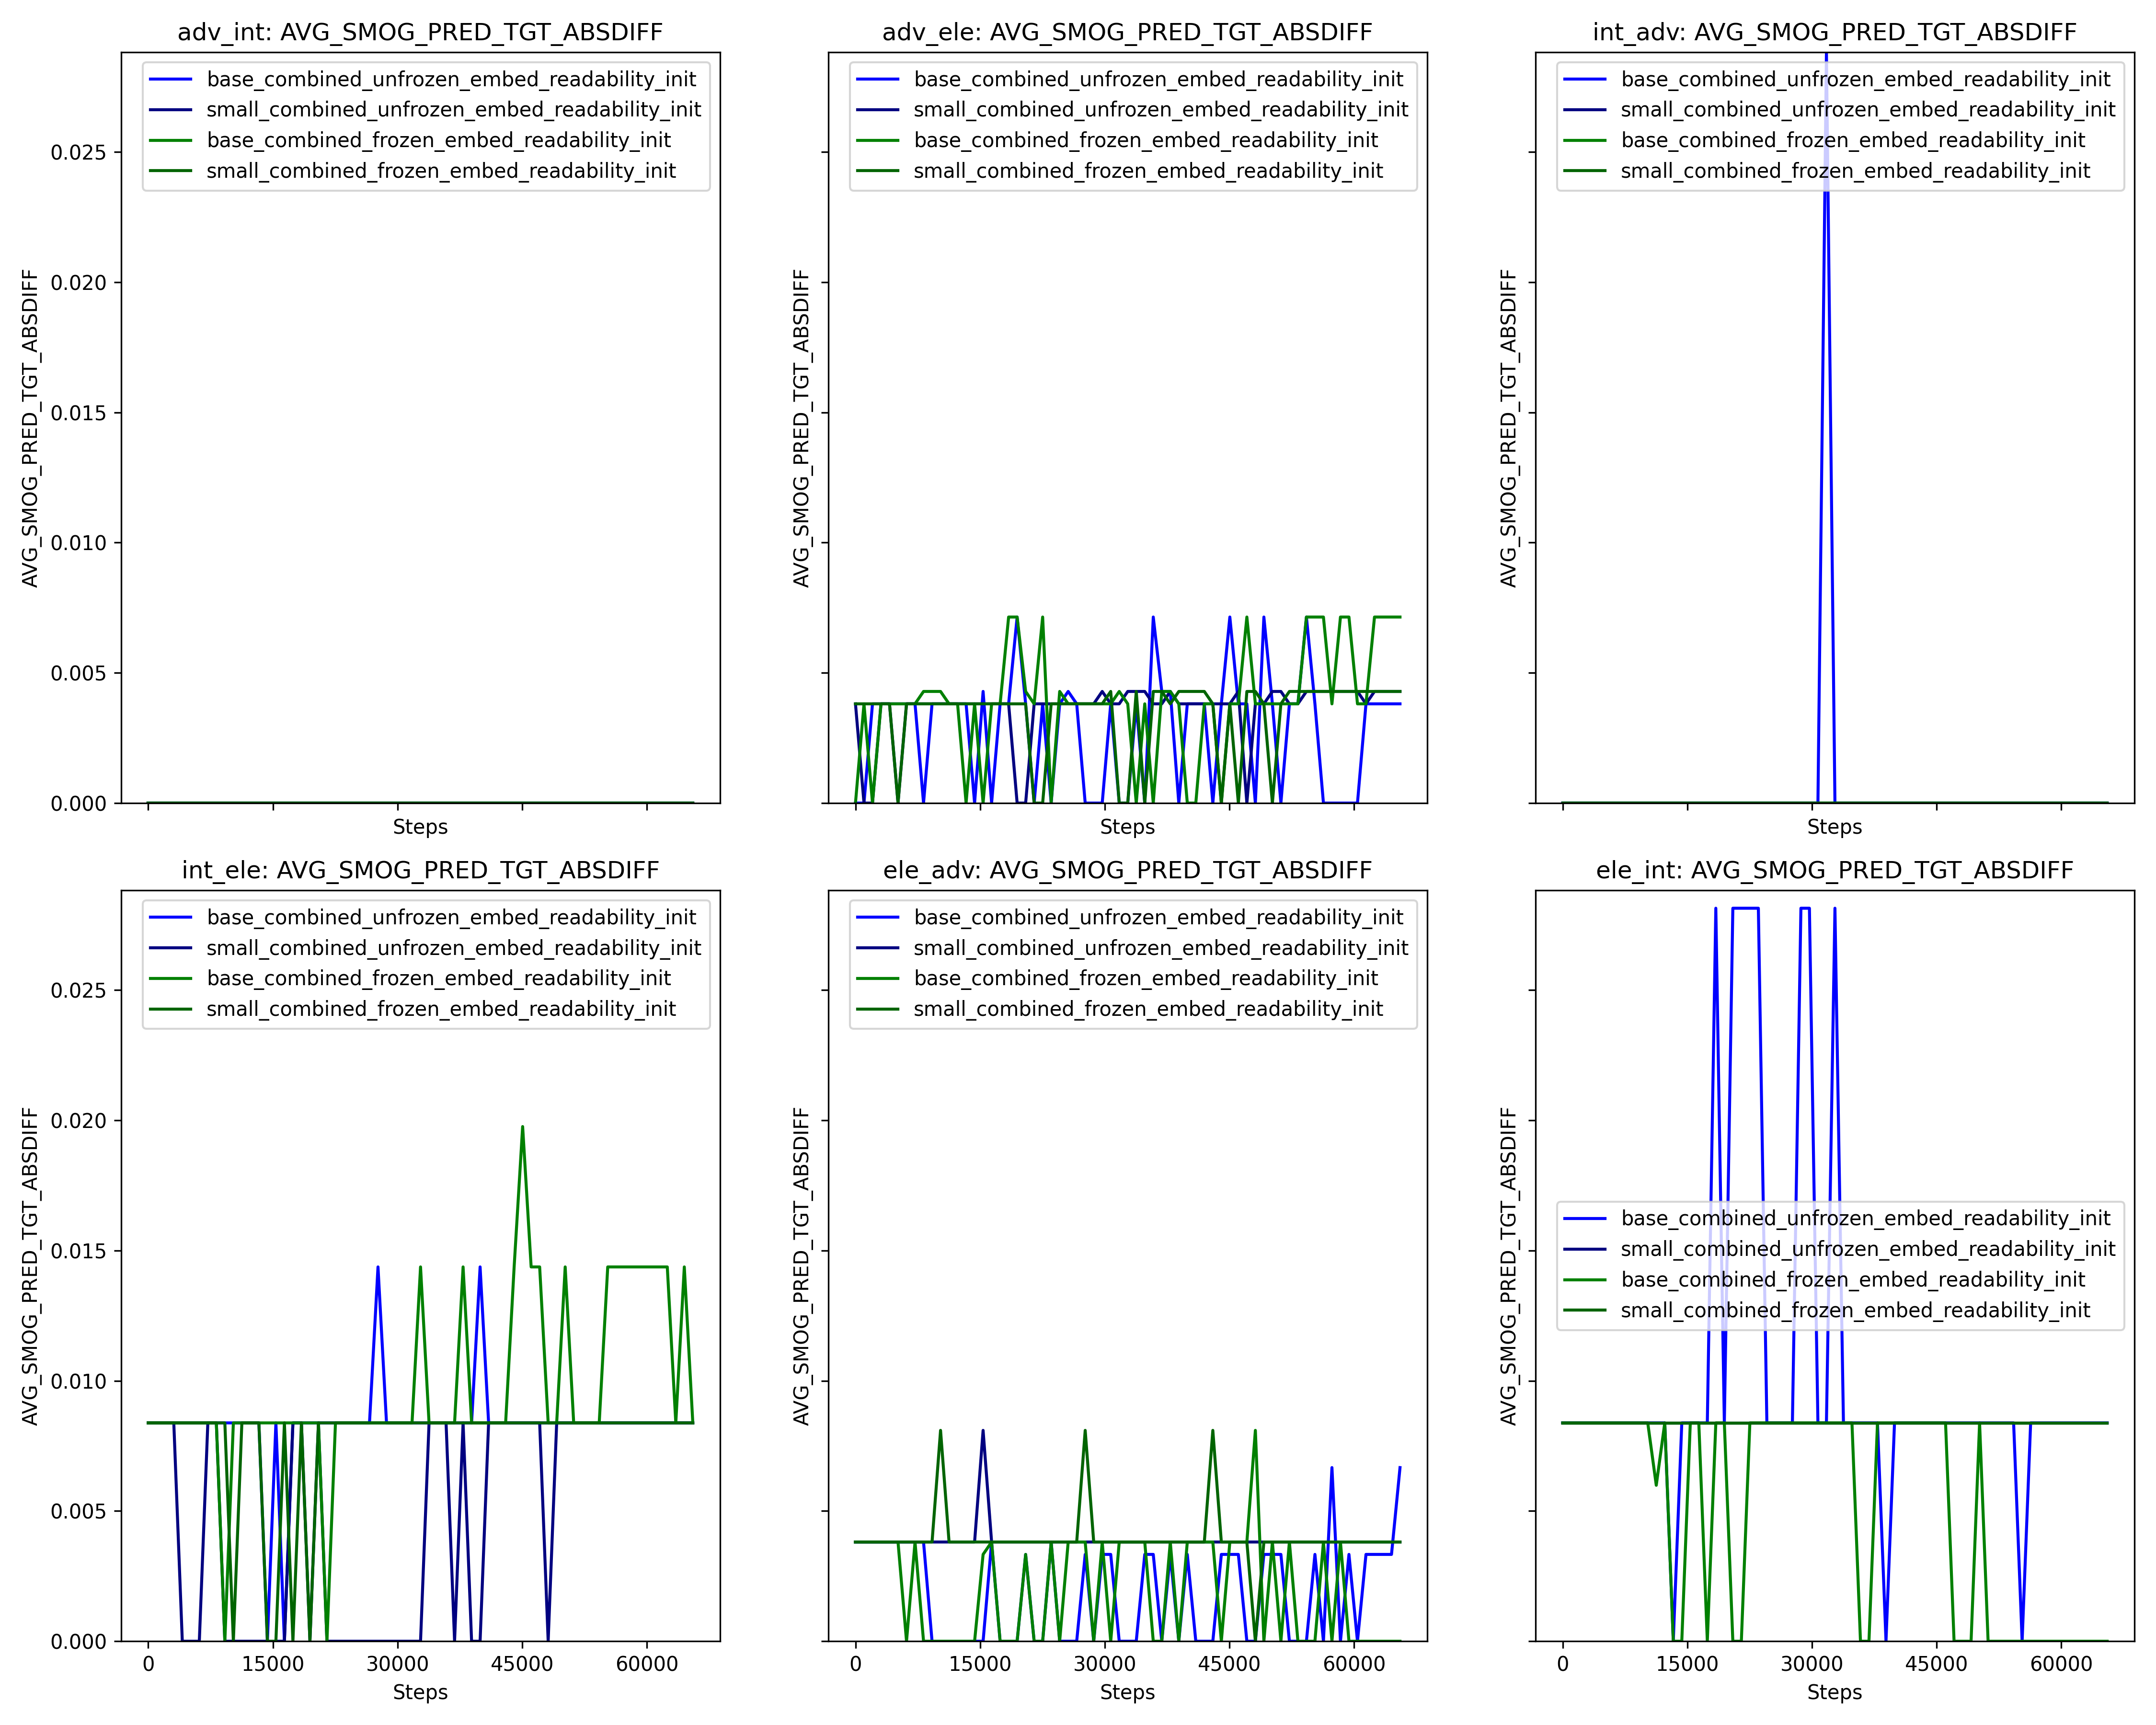 adv_int: AVG_SMOG_PRED_TGT_ABSDIFF
base_combined_unfrozen_embed_readability_init
small_combined_unfrozen_embed_readability_init
base_combined_frozen_embed_readability_init
small_combined_frozen_embed_readability_init
0.025
0.020
0.015
0.010
0.005
0.000
AVG_SMOG_PRED_TGT_ABSDIFF
Steps
adv_ele: AVG_SMOG_PRED_TGT_ABSDIFF
base_combined_unfrozen_embed_readability_init
small_combined_unfrozen_embed_readability_init
base_combined_frozen_embed_readability_init
small_combined_frozen_embed_readability_init
AVG_SMOG_PRED_TGT_ABSDIFF
Steps
int_adv: AVG_SMOG_PRED_TGT_ABSDIFF
base_combined_unfrozen_embed_readability_init
small_combined_unfrozen_embed_readability_init
base_combined_frozen_embed_readability_init
small_combined_frozen_embed_readability_init
AVG_SMOG_PRED_TGT_ABSDIFF
Steps
int_ele: AVG_SMOG_PRED_TGT_ABSDIFF
base_combined_unfrozen_embed_readability_init
small_combined_unfrozen_embed_readability_init
base_combined_frozen_embed_readability_init
small_combined_frozen_embed_readability_init
0.025
0.020
0.015
0.010
0.005
0.000
AVG_SMOG_PRED_TGT_ABSDIFF
0 15000 30000 45000 60000
Steps
ele_adv: AVG_SMOG_PRED_TGT_ABSDIFF
base_combined_unfrozen_embed_readability_init
small_combined_unfrozen_embed_readability_init
base_combined_frozen_embed_readability_init
small_combined_frozen_embed_readability_init
AVG_SMOG_PRED_TGT_ABSDIFF
0 15000 30000 45000 60000
Steps
ele_int: AVG_SMOG_PRED_TGT_ABSDIFF
base_combined_unfrozen_embed_readability_init
small_combined_unfrozen_embed_readability_init
base_combined_frozen_embed_readability_init
small_combined_frozen_embed_readability_init
AVG_SMOG_PRED_TGT_ABSDIFF
0 15000 30000 45000 60000
Steps